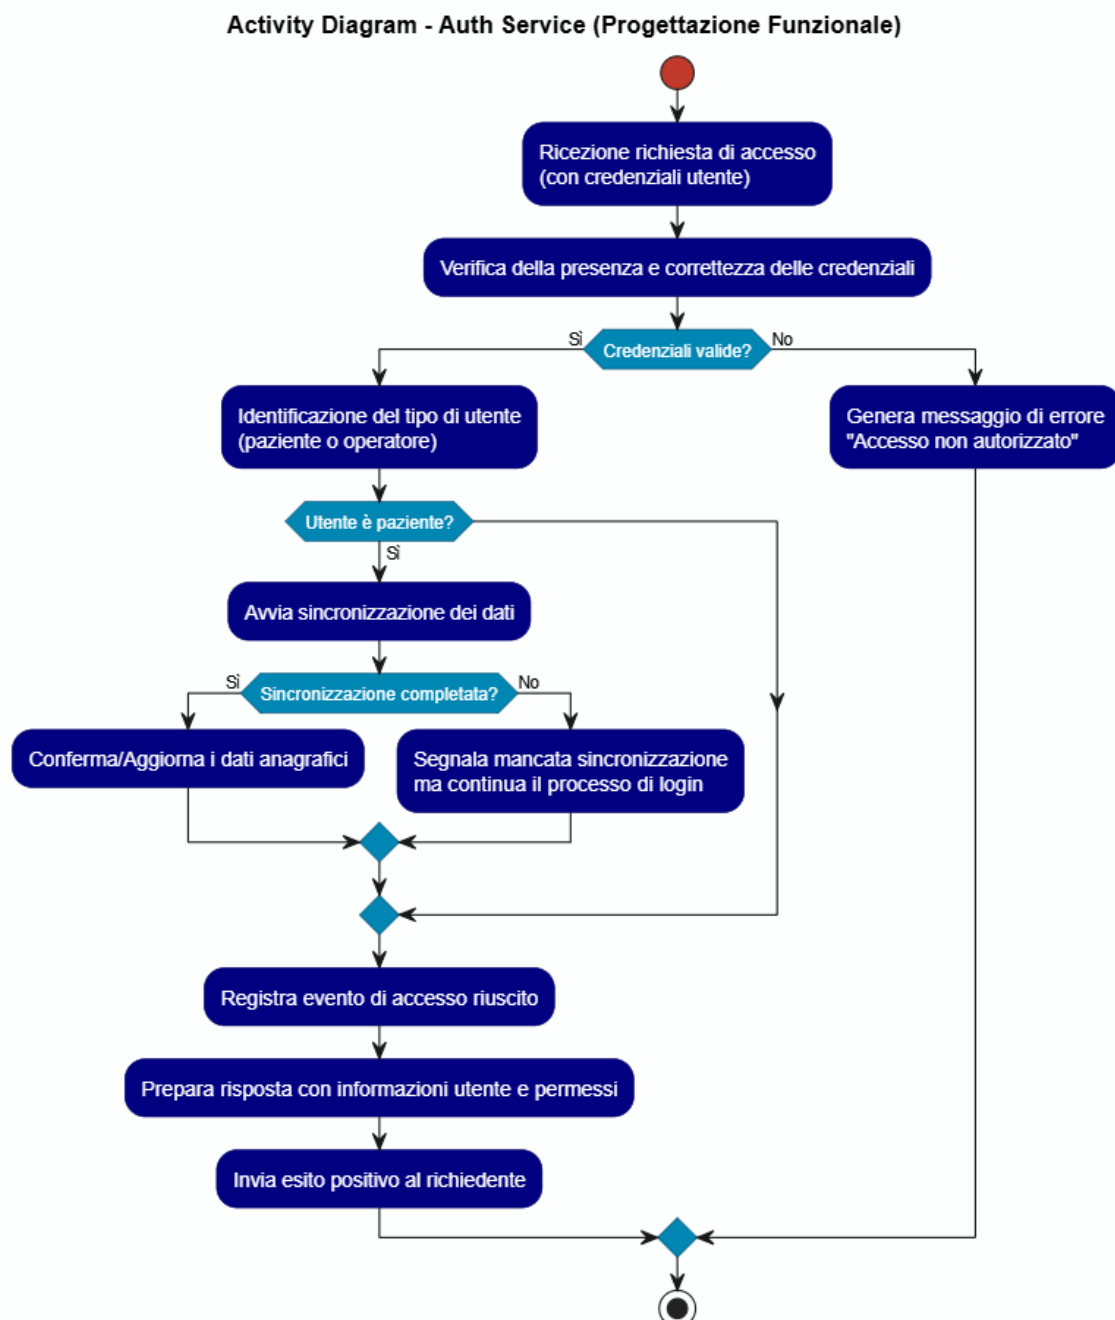 Activity Diagram - Auth Service (Progettazione Funzionale)
Ricezione richiesta di accesso
(con credenziali utente)
Verifica della presenza e correttezza delle credenziali
Sì
Credenziali valide?
No
Identificazione del tipo di utente
(paziente o operatore)
Genera messaggio di errore
"Accesso non autorizzato"
Utente è paziente?
Sì
Avvia sincronizzazione dei dati
Sì
Sincronizzazione completata?
No
Conferma/Aggiorna i dati anagrafici
Segnala mancata sincronizzazione
ma continua il processo di login
Registra evento di accesso riuscito
Prepara risposta con informazioni utente e permessi
Invia esito positivo al richiedente